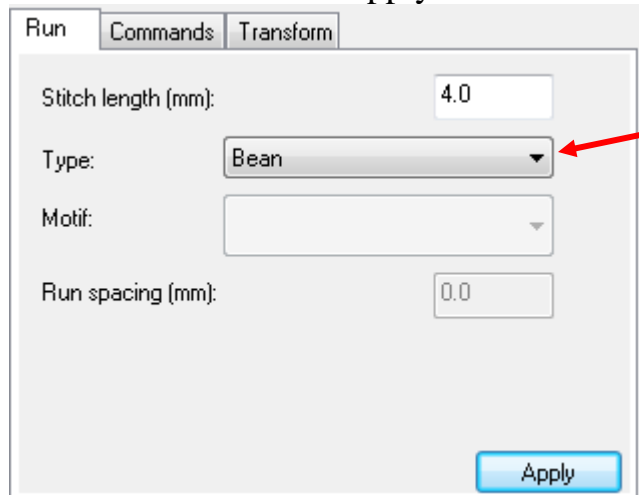 Run Commands Transform
Stitch length (mm): 4.0
Type: Bean
Motif:
Run spacing (mm): 0.0
Apply